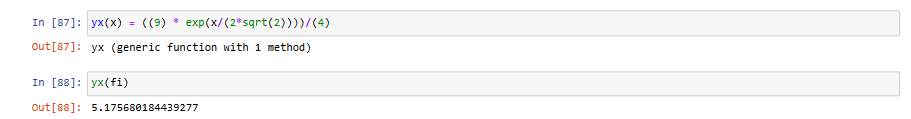 In [87]: yx(x) = ((9) * exp(x/(2*sqrt(2))))/(4)
Out[87]: yx (generic function with 1 method)
In [88]: yx(fi)
Out[88]: 5.175680184439277